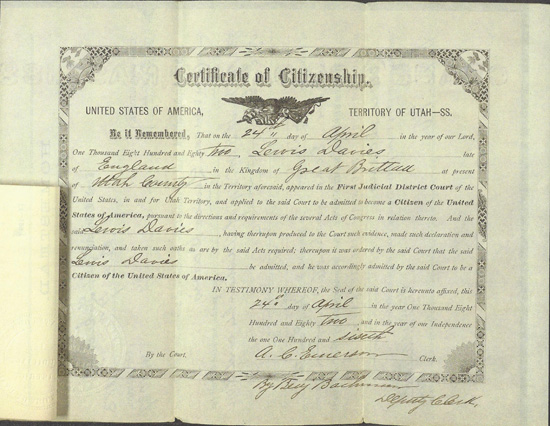 Certificate of Citizenship.
UNITED STATES OF AMERICA, TERRITORY OF UTAH—SS.
Be it Remembered, That on the 24" day of April in the year of our Lord,
One Thousand Eight Hundred and Eighty two, Lewis Davies late
of England in the Kingdom of Great Brittan at present
of Utah County in the Territory aforesaid, appeared in the First Judicial District Court of the
United States, in and for Utah Territory, and applied to the said Court to be admitted to become a Citizen of the United
States of America, pursuant to the directions and requirements of the several Acts of Congress in relation thereto. And the
said Lewis Davies, having thereupon produced to the Court such evidence, made such declaration and
renunciation, and taken such oaths as are by the said Acts required; thereupon it was ordered by the said Court that the said
Lewis Davies be admitted, and he was accordingly admitted by the said Court to be a
Citizen of the United States of America.
IN TESTIMONY WHEREOF, the Seal of the said Court is hereunto affixed, this
24" day of April in the year One Thousand Eight
Hundred and Eighty two and in the year of our Independence
the one One Hundred and sixth
By the Court. A. C. Emerson Clerk.
By Benj Bachman
Deputy Clerk.